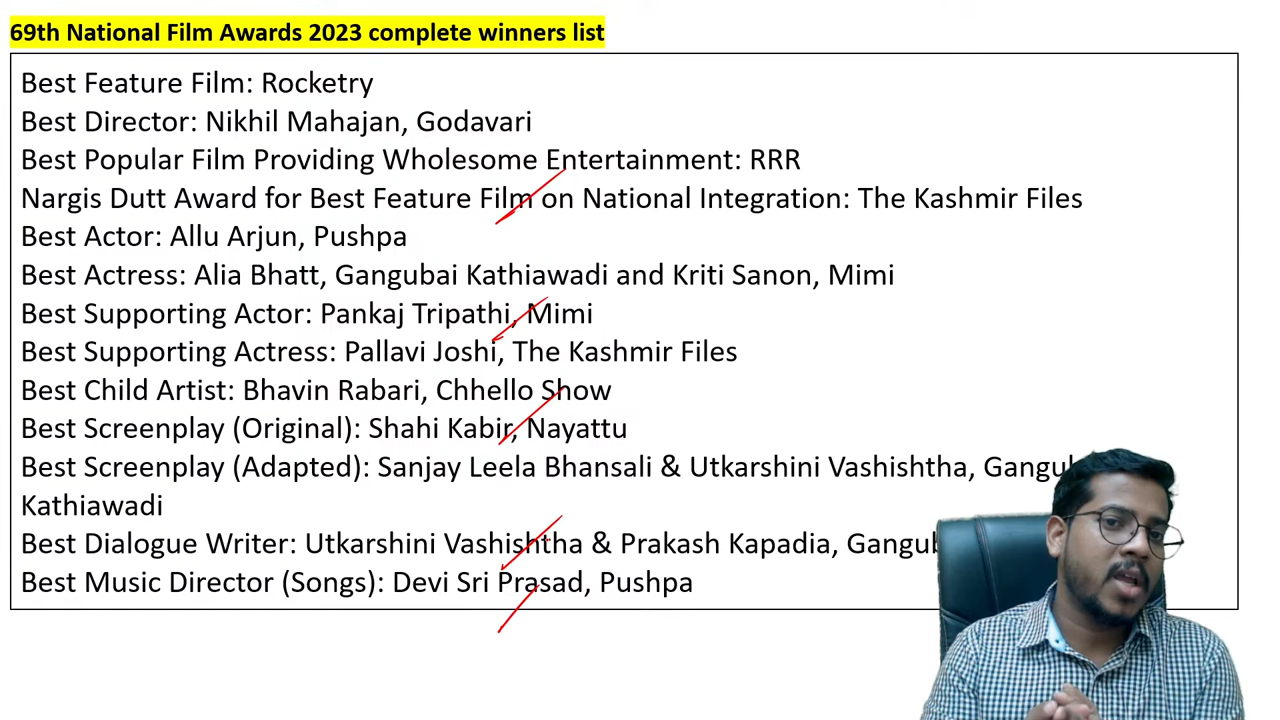 69th National Film Awards 2023 complete winners list
Best Feature Film: Rocketry
Best Director: Nikhil Mahajan, Godavari
Best Popular Film Providing Wholesome Entertainment: RRR
Nargis Dutt Award for Best Feature Film on National Integration: The Kashmir Files
Best Actor: Allu Arjun, Pushpa
Best Actress: Alia Bhatt, Gangubai Kathiawadi and Kriti Sanon, Mimi
Best Supporting Actor: Pankaj Tripathi, Mimi
Best Supporting Actress: Pallavi Joshi, The Kashmir Files
Best Child Artist: Bhavin Rabari, Chhello Show
Best Screenplay (Original): Shahi Kabir, Nayattu
Best Screenplay (Adapted): Sanjay Leela Bhansali & Utkarshini Vashishtha,
Kathiawadi
Best Dialogue Writer: Utkarshini Vashishtha & Prakash Kapadia,
Best Music Director (Songs): Devi Sri Prasad, Pushpa